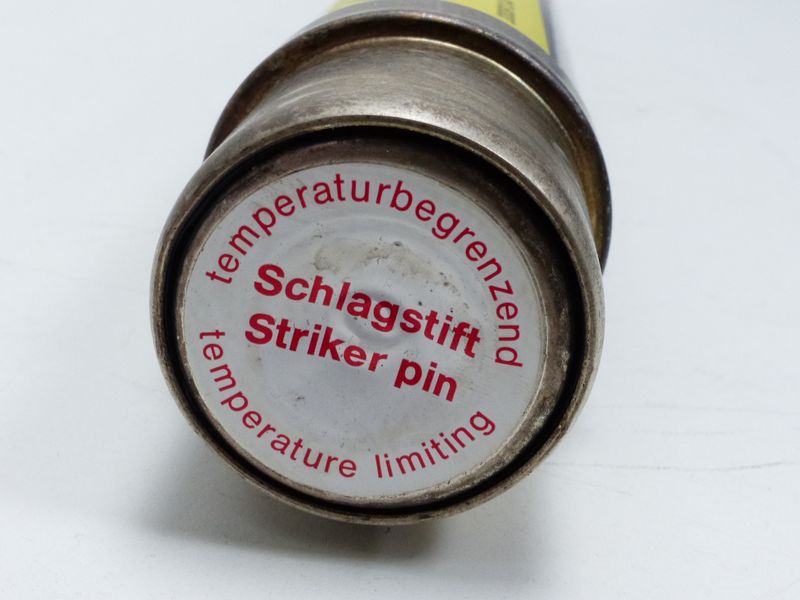 temperaturbegrenzend
Schlagstift
Striker pin
temperature limiting